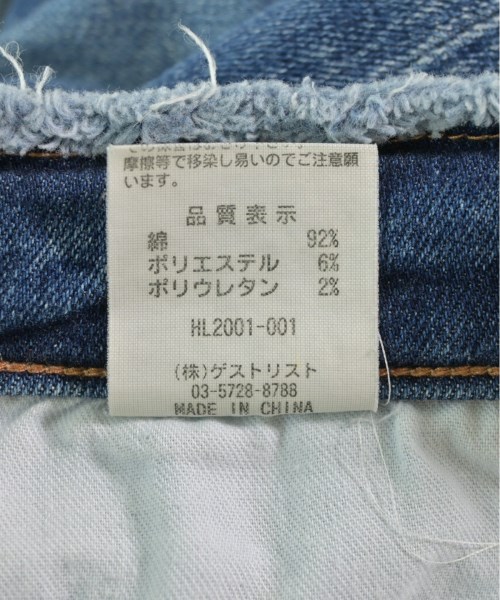 摩擦等で移染し易いのでご注意願
います。
品質表示
綿 92%
ポリエステル 6%
ポリウレタン 2%
HL2001-001
(株)ゲストリスト
03-5728-8788
MADE IN CHINA